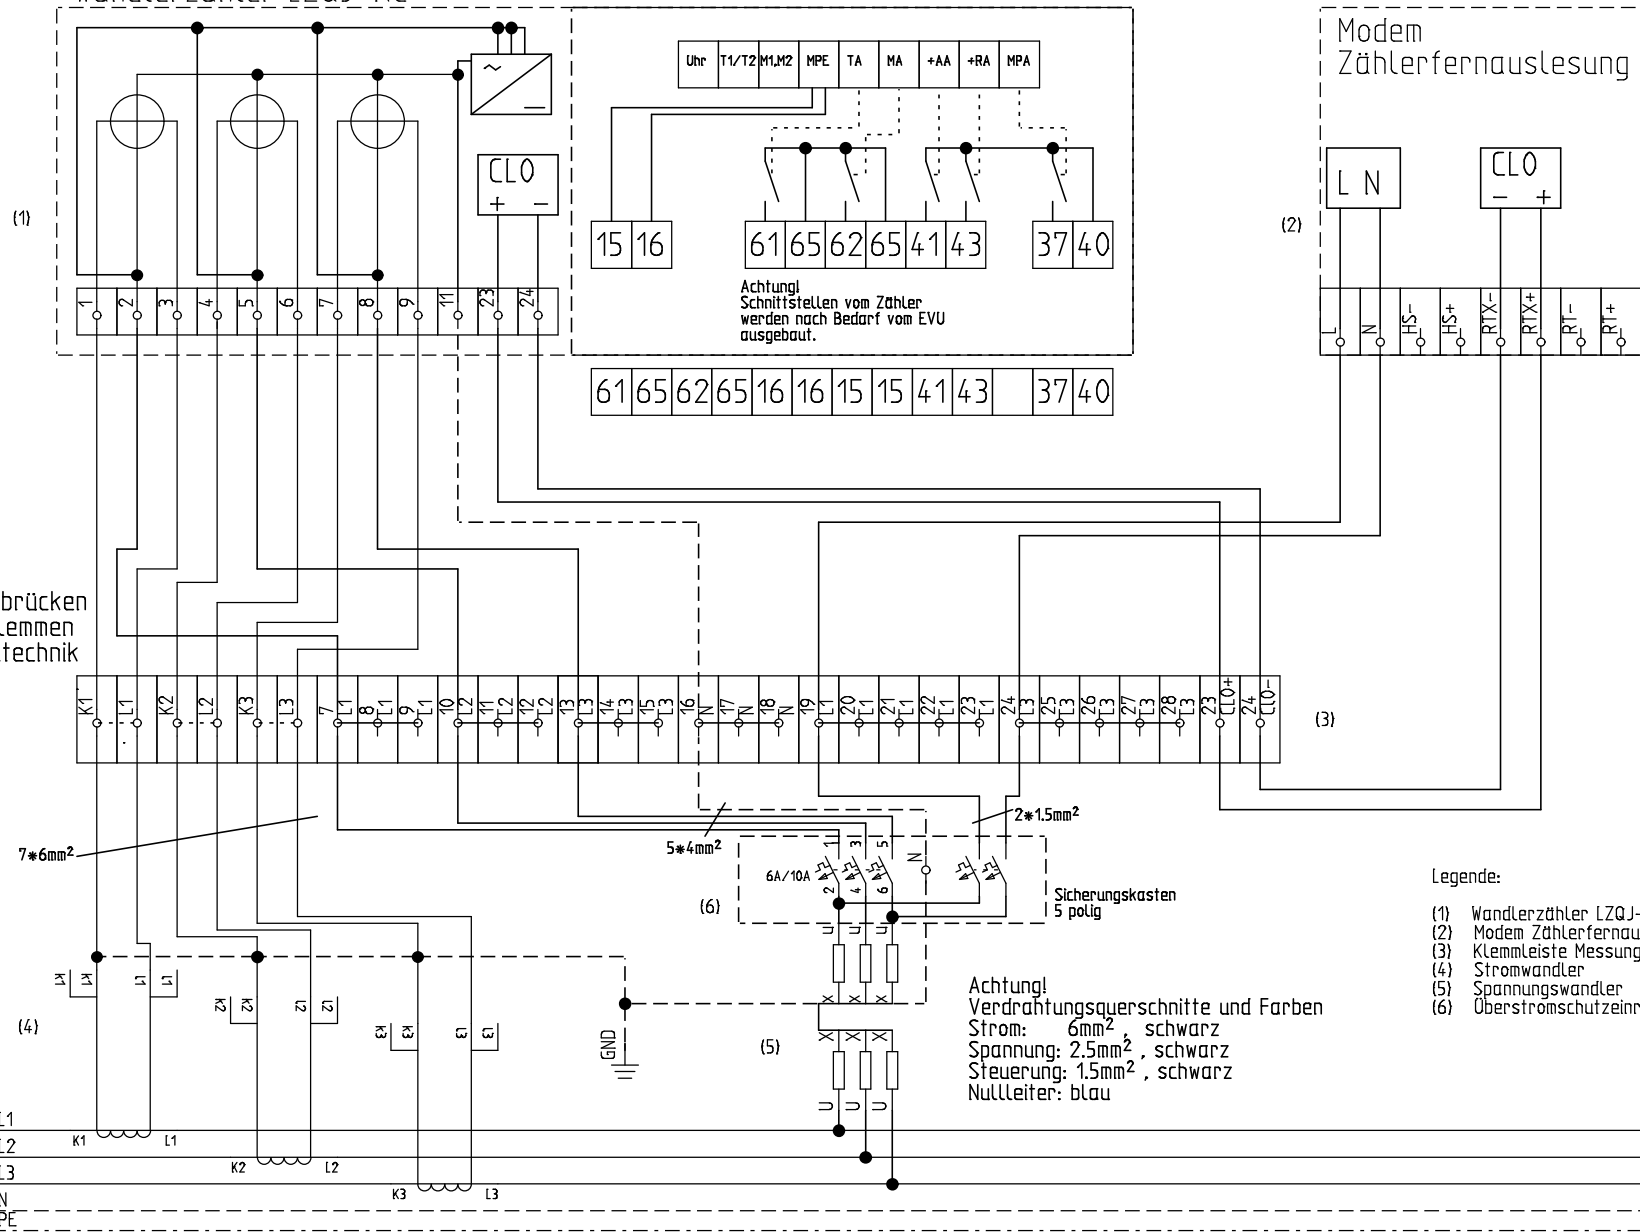 Modem
Zählerfernauslesung
Uhr T1/T2 M1,M2 MPE TA MA +AA +RA MPA
CLO
+ −
L N
CLO
− +
(1)
(2)
15 16
61 65 62 65 41 43
37 40
1 2 3 4 5 6 7 8 9 11 23 24
Achtung!
Schnittstellen vom Zähler
werden nach Bedarf vom EVU
ausgebaut.
L N HS- HS+ RTX- RTX+ RT- RT+
61 65 62 65 16 16 15 15 41 43 37 40
brücken
lemmen
technik
K1 L1 K2 L2 K3 L3 7 L1 8 L1 9 L1 10 L2 11 L2 12 L2 13 L3 14 L3 15 L3 16 N 17 N 18 N 19 L1 20 L1 21 L1 22 L1 23 L1 24 L3 25 L3 26 L3 27 L3 28 L3 23 CLO+ 24 CLO-
(3)
7*6mm²
5*4mm²
2*1.5mm²
1 3 5 N
6A/10A
2 4 6
(6)
Sicherungskasten
5 polig
U U U
X X X
Legende:
(1) Wandlerzähler LZQJ-
(2) Modem Zählerfernau
(3) Klemmleiste Messung
(4) Stromwandler
(5) Spannungswandler
(6) Überstromschutzeinr
K1 K1 L1 L1
K2 K2 L2 L2
K3 K3 L3 L3
(4)
GND
(5)
X X X
U U U
Achtung!
Verdrahtungsquerschnitte und Farben
Strom: 6mm² , schwarz
Spannung: 2.5mm² , schwarz
Steuerung: 1.5mm² , schwarz
Nullleiter: blau
L1
K1 L1
L2
K2 L2
L3
K3 L3
N
PE